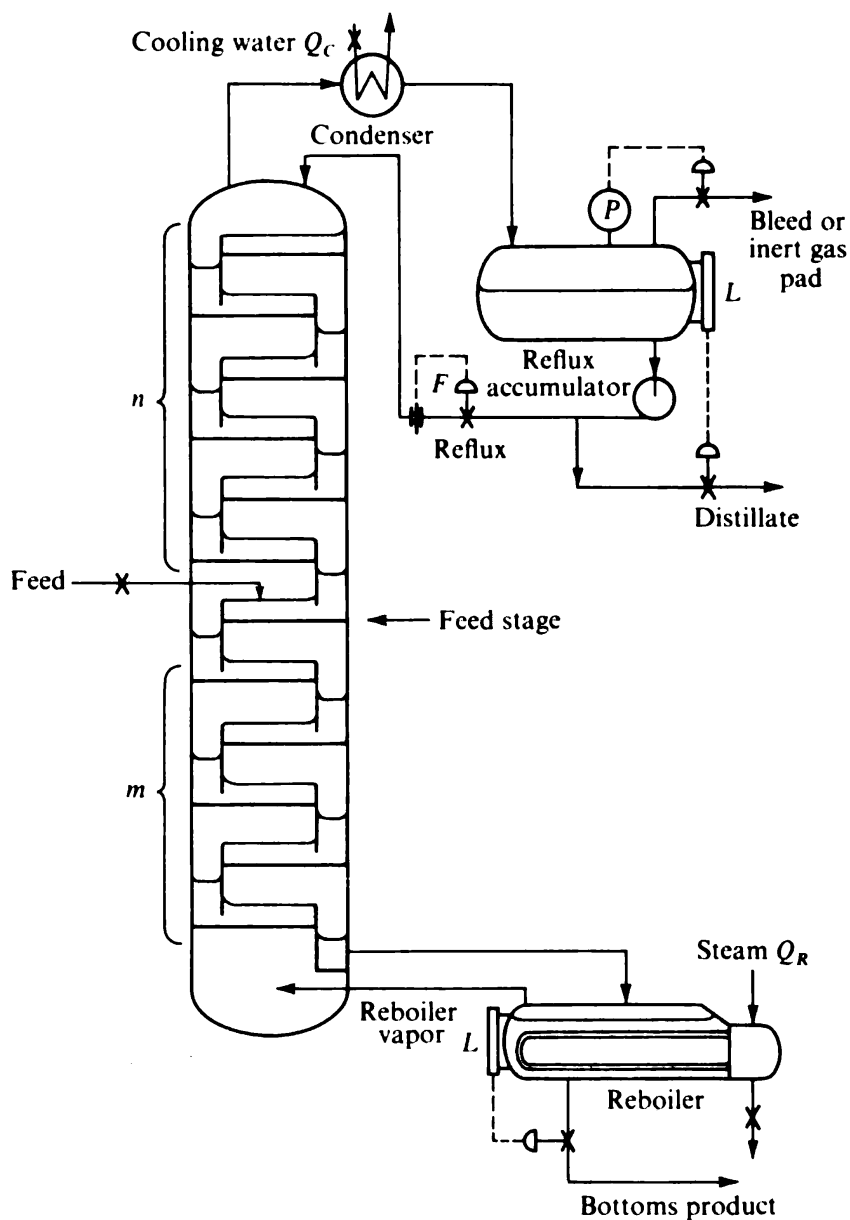 Cooling water Q_C
Condenser
P
Bleed or
inert gas
pad
L
Reflux
accumulator
F
Reflux
Distillate
n
Feed
Feed stage
m
Steam Q_R
Reboiler
vapor
L
Reboiler
Bottoms product